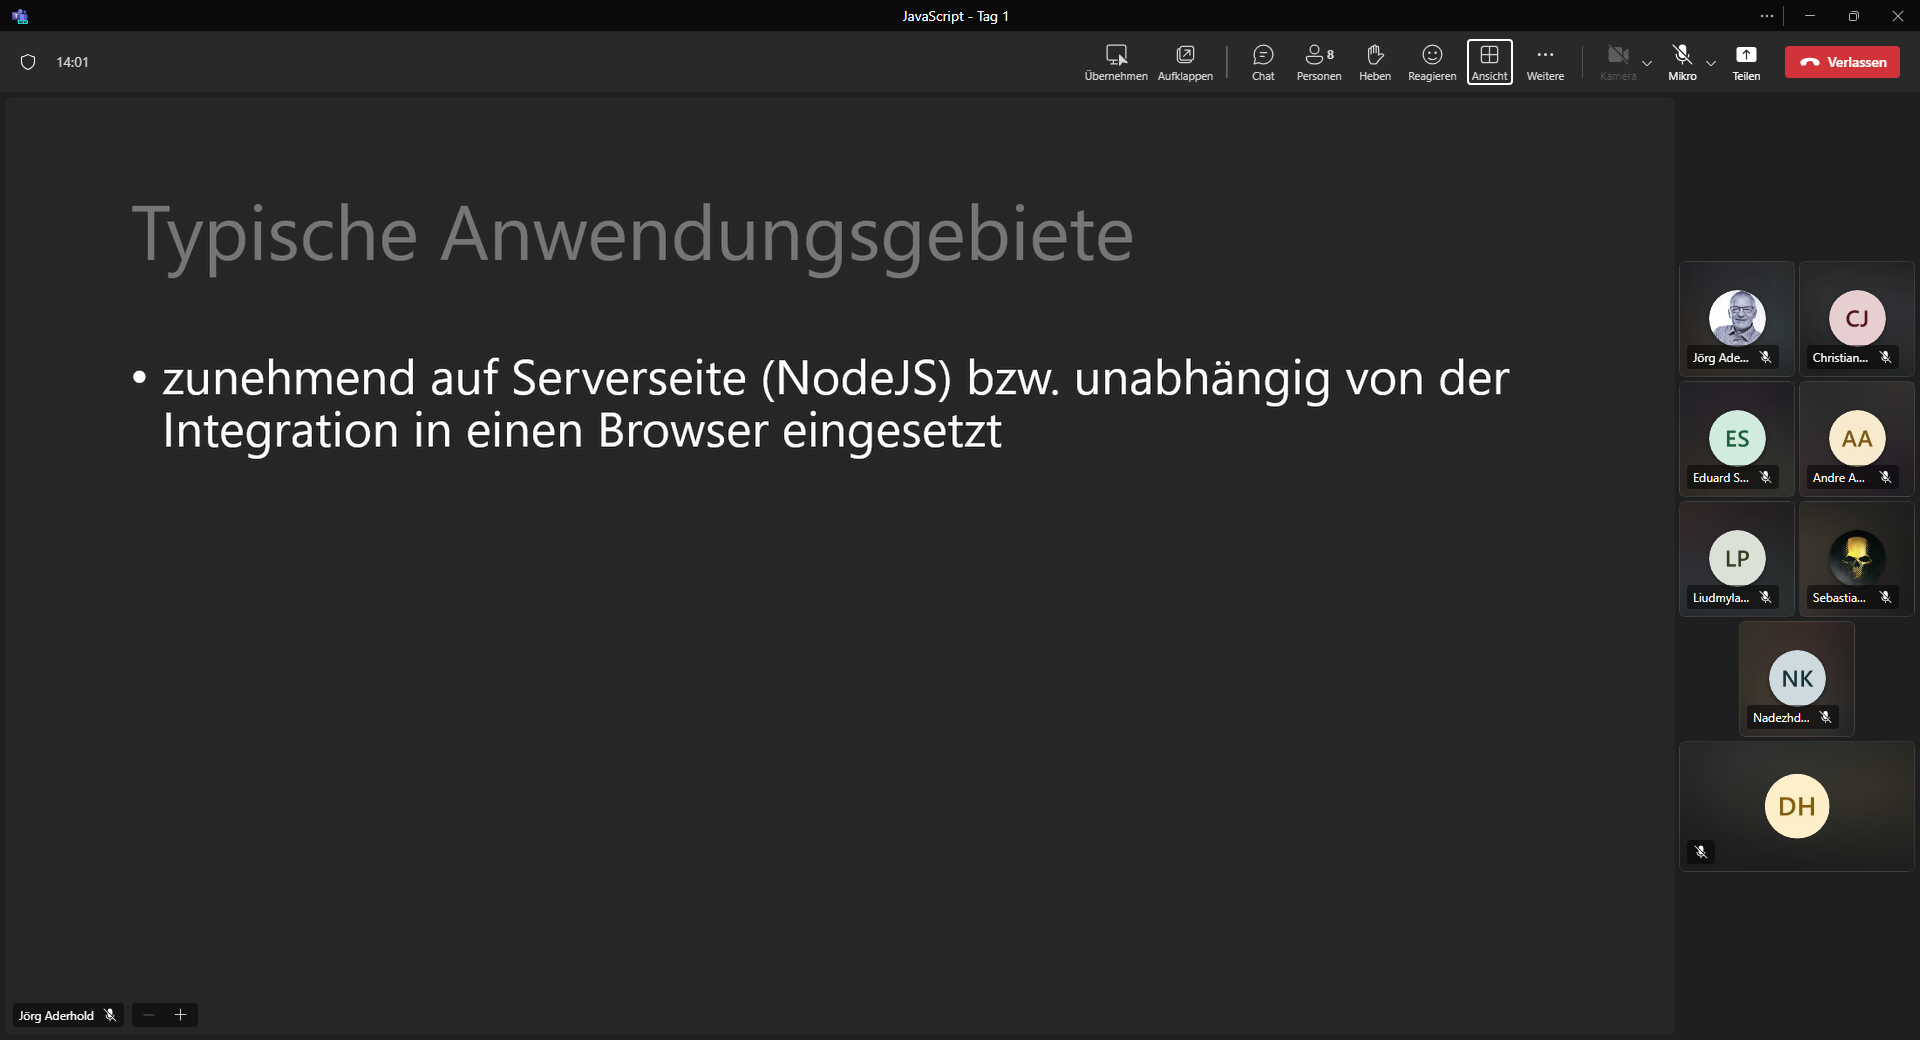 JavaScript - Tag 1
14:01
Übernehmen
Aufklappen
Chat
8
Personen
Heben
Reagieren
Ansicht
Weitere
Kamera
Mikro
Teilen
Verlassen
Typische Anwendungsgebiete
• zunehmend auf Serverseite (NodeJS) bzw. unabhängig von der
Integration in einen Browser eingesetzt
Jörg Ade...
CJ
Christian...
ES
Eduard S...
AA
Andre A...
LP
Liudmyla...
Sebastia...
NK
Nadezhd...
DH
Jörg Aderhold